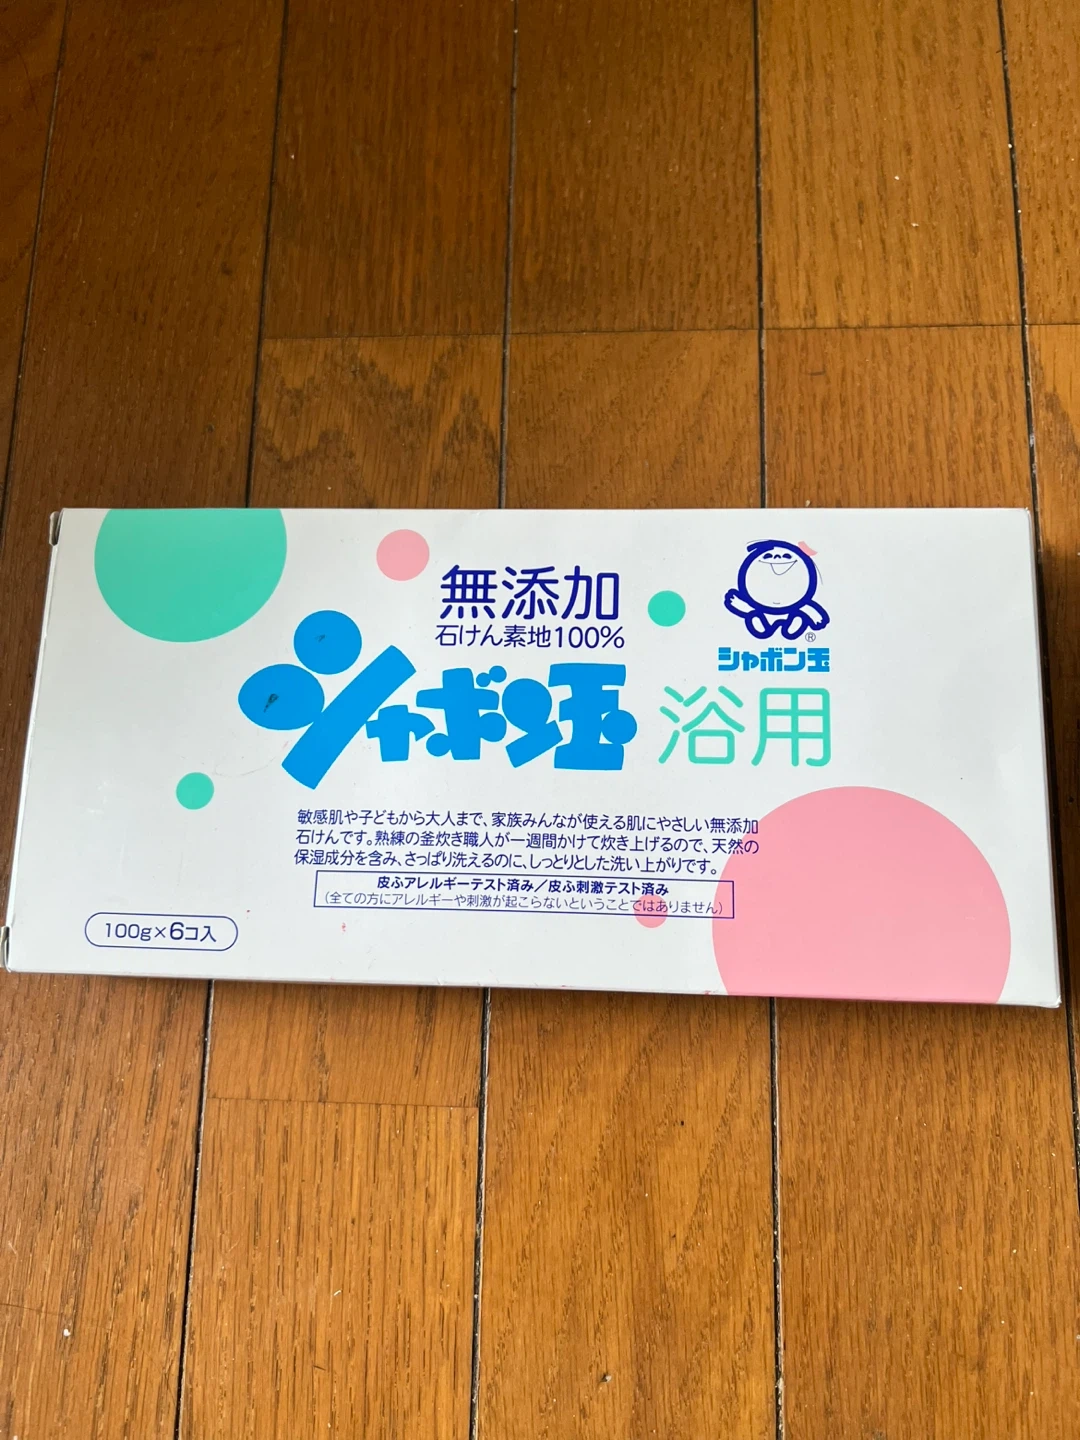 無添加
石けん素地100%
シャボン玉
浴用
®
シャボン玉
敏感肌や子どもから大人まで、家族みんなが使える肌にやさしい無添加
石けんです。熟練の釜炊き職人が一週間かけて炊き上げるので、天然の
保湿成分を含み、さっぱり洗えるのに、しっとりとした洗い上がりです。
皮ふアレルギーテスト済み/皮ふ刺激テスト済み
(全ての方にアレルギーや刺激が起こらないということではありません)
100g×6コ入